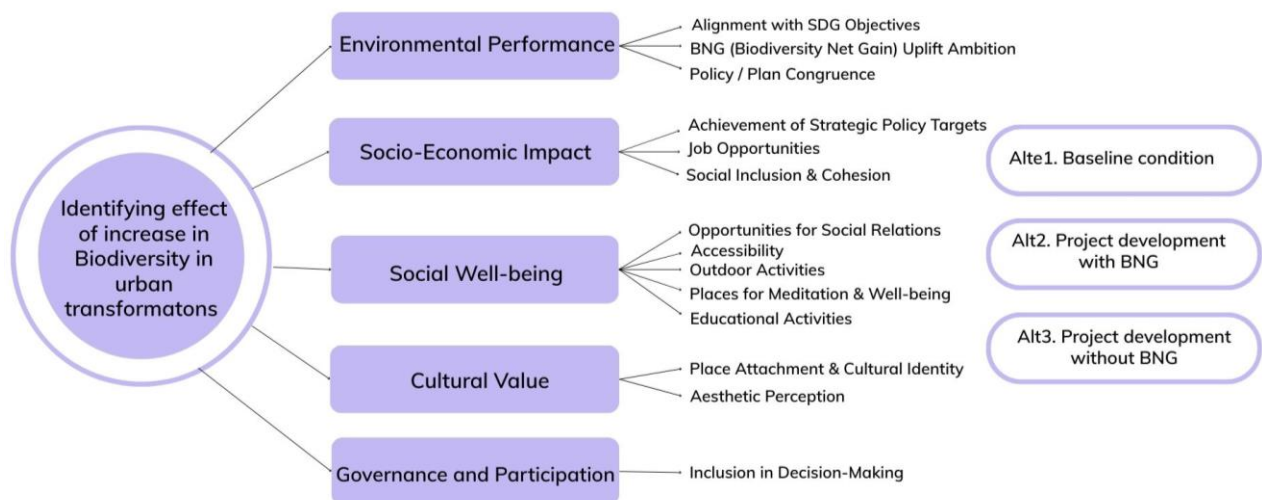 Identifying effect
of increase in
Biodiversity in
urban
transformatons
Environmental Performance
Alignment with SDG Objectives
BNG (Biodiversity Net Gain) Uplift Ambition
Policy / Plan Congruence
Socio-Economic Impact
Achievement of Strategic Policy Targets
Job Opportunities
Social Inclusion & Cohesion
Social Well-being
Opportunities for Social Relations
Accessibility
Outdoor Activities
Places for Meditation & Well-being
Educational Activities
Cultural Value
Place Attachment & Cultural Identity
Aesthetic Perception
Governance and Participation
Inclusion in Decision-Making
Alte1. Baseline condition
Alt2. Project development
with BNG
Alt3. Project development
without BNG